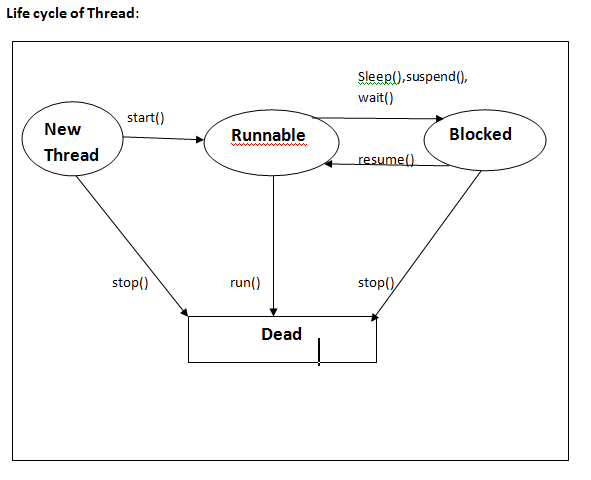 Life cycle of Thread:
Sleep(),suspend(),
wait()
start()
New
Thread
Runnable
Blocked
resume()
stop()
run()
stop()
Dead